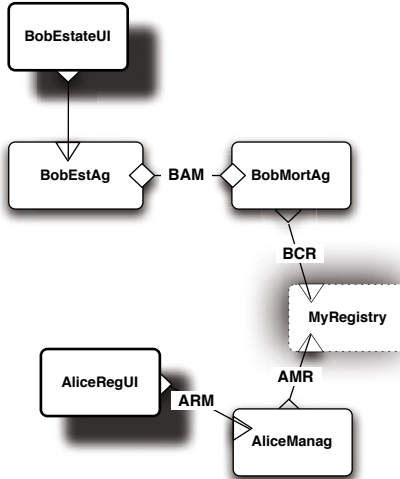 BobEstateUI
BobEstAg
BAM
BobMortAg
BCR
MyRegistry
AliceRegUI
AMR
ARM
AliceManag